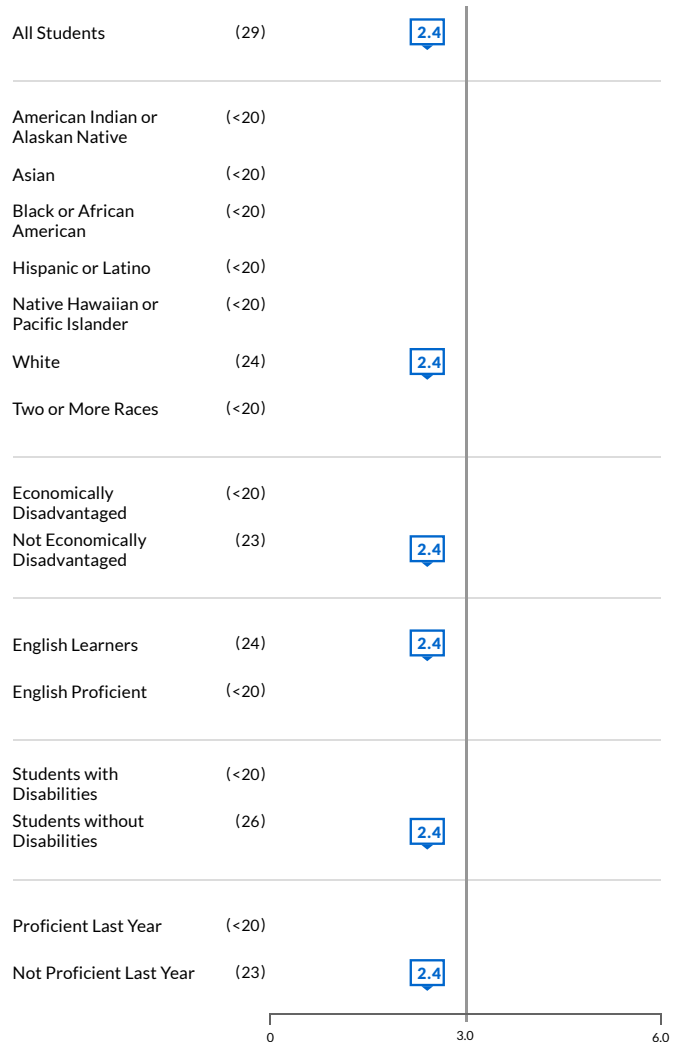 All Students (29) 2.4
American Indian or (<20)
Alaskan Native
Asian (<20)
Black or African (<20)
American
Hispanic or Latino (<20)
Native Hawaiian or (<20)
Pacific Islander
White (24) 2.4
Two or More Races (<20)
Economically (<20)
Disadvantaged
Not Economically (23) 2.4
Disadvantaged
English Learners (24) 2.4
English Proficient (<20)
Students with (<20)
Disabilities
Students without (26) 2.4
Disabilities
Proficient Last Year (<20)
Not Proficient Last Year (23) 2.4
0 3.0 6.0